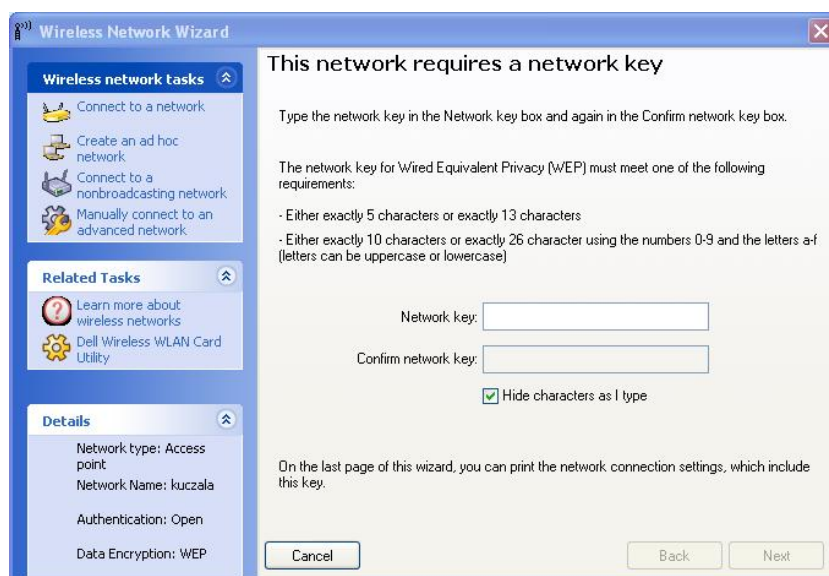 Wireless Network Wizard
Wireless network tasks
Connect to a network
Create an ad hoc
network
Connect to a
nonbroadcasting network
Manually connect to an
advanced network
Related Tasks
Learn more about
wireless networks
Dell Wireless WLAN Card
Utility
Details
Network type: Access
point
Network Name: kuczala
Authentication: Open
Data Encryption: WEP
This network requires a network key
Type the network key in the Network key box and again in the Confirm network key box.
The network key for Wired Equivalent Privacy (WEP) must meet one of the following
requirements:
- Either exactly 5 characters or exactly 13 characters
- Either exactly 10 characters or exactly 26 character using the numbers 0-9 and the letters a-f
(letters can be uppercase or lowercase)
Network key:
Confirm network key:
Hide characters as I type
On the last page of this wizard, you can print the network connection settings, which include
this key.
Cancel
Back
Next